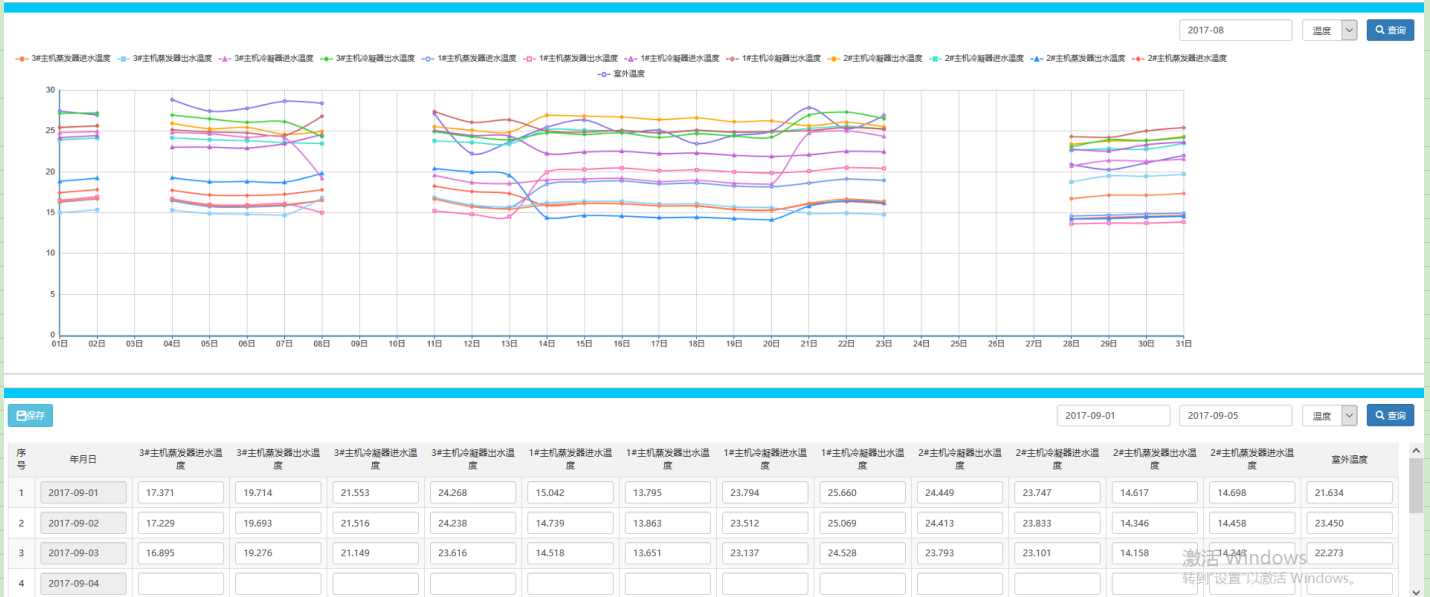 2017-08 温度 查询
3#主机蒸发器进水温度 3#主机蒸发器出水温度 3#主机冷凝器进水温度 3#主机冷凝器出水温度 1#主机蒸发器进水温度 1#主机蒸发器出水温度 1#主机冷凝器进水温度 1#主机冷凝器出水温度 2#主机冷凝器出水温度 2#主机冷凝器进水温度 2#主机蒸发器出水温度 2#主机蒸发器进水温度
室外温度
30
25
20
15
10
5
0
01日 02日 03日 04日 05日 06日 07日 08日 09日 10日 11日 12日 13日 14日 15日 16日 17日 18日 19日 20日 21日 22日 23日 24日 25日 26日 27日 28日 29日 30日 31日
保存 2017-09-01 2017-09-05 温度 查询
序 3#主机蒸发器进水温 3#主机蒸发器出水温 3#主机冷凝器进水温 3#主机冷凝器出水温 1#主机蒸发器进水温 1#主机蒸发器出水温 1#主机冷凝器进水温 1#主机冷凝器出水温 2#主机冷凝器出水温 2#主机冷凝器进水温 2#主机蒸发器出水温 2#主机蒸发器进水温
年月日 室外温度
号 度 度 度 度 度 度 度 度 度 度 度 度
1 2017-09-01 17.371 19.714 21.553 24.268 15.042 13.795 23.794 25.660 24.449 23.747 14.617 14.698 21.634
2 2017-09-02 17.229 19.693 21.516 24.238 14.739 13.863 23.512 25.069 24.413 23.833 14.346 14.458 23.450
3 2017-09-03 16.895 19.276 21.149 23.616 14.518 13.651 23.137 24.528 23.793 23.101 14.158 14.243 22.273
激活 Windows
4 2017-09-04
转到"设置"以激活 Windows。